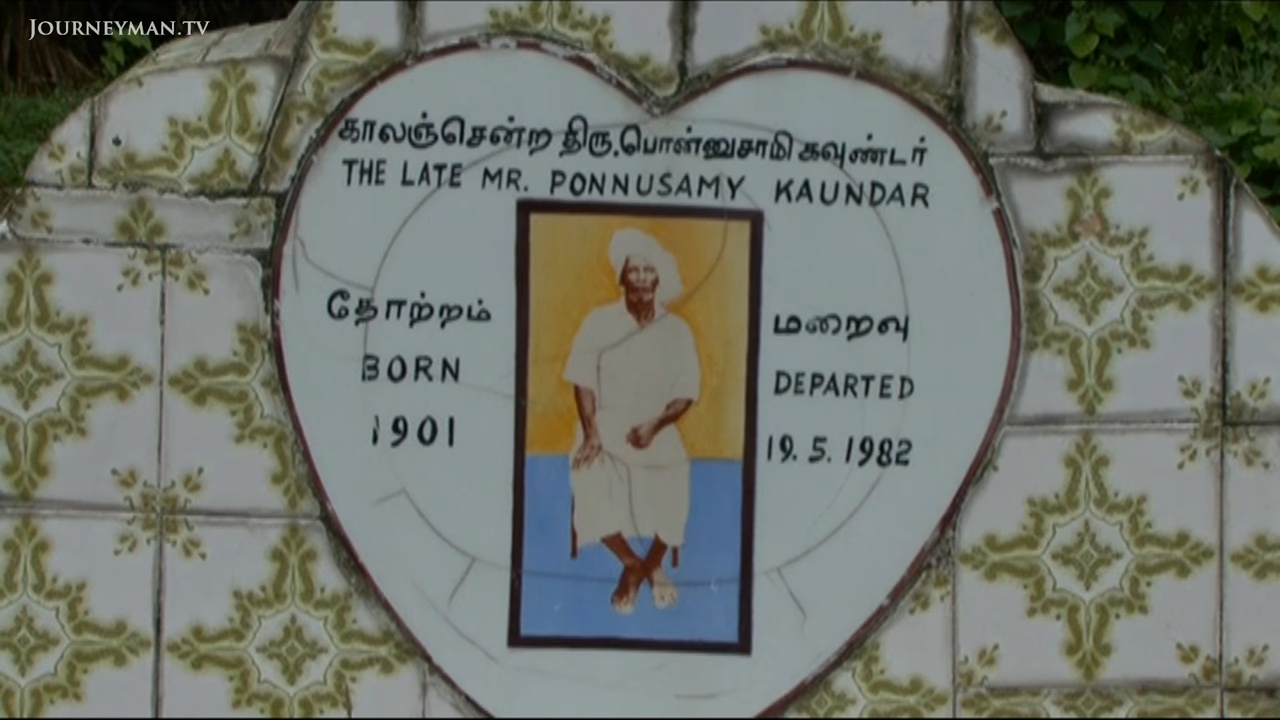 JOURNEYMAN.TV
காலஞ்சென்ற திரு.பொன்னுசாமி கவுண்டர்
THE LATE MR. PONNUSAMY KAUNDAR
தோற்றம்
BORN
1901
மறைவு
DEPARTED
19.5.1982